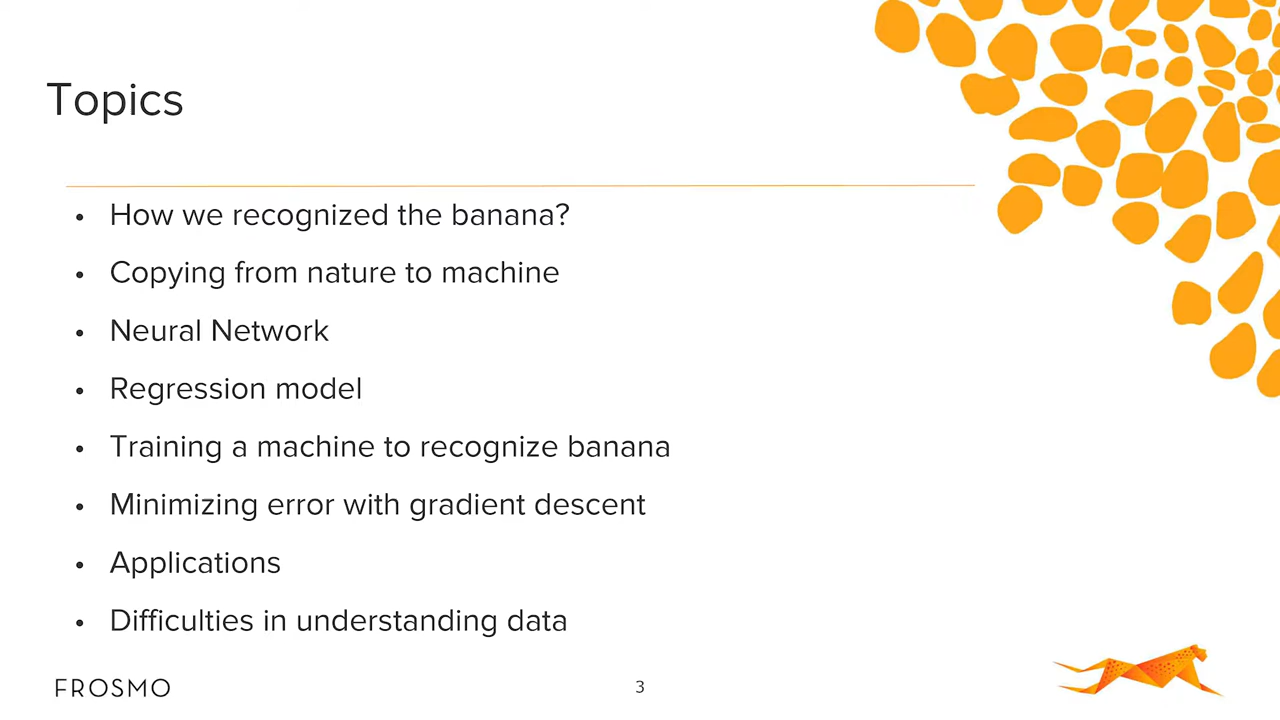 Topics
• How we recognized the banana?
• Copying from nature to machine
• Neural Network
• Regression model
• Training a machine to recognize banana
• Minimizing error with gradient descent
• Applications
• Difficulties in understanding data
FROSMO
3